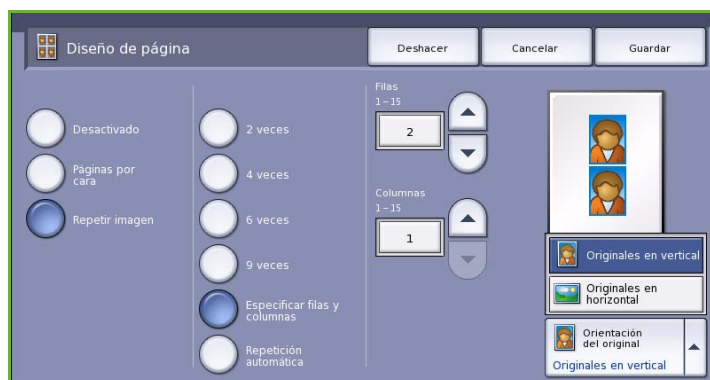 Diseño de página
Deshacer
Cancelar
Guardar
Desactivado
Páginas por
cara
Repetir imagen
2 veces
4 veces
6 veces
9 veces
Especificar filas y
columnas
Repetición
automática
Filas
1-15
2
Columnas
1-15
1
Originales en vertical
Originales en
horizontal
Orientación
del original
Originales en vertical